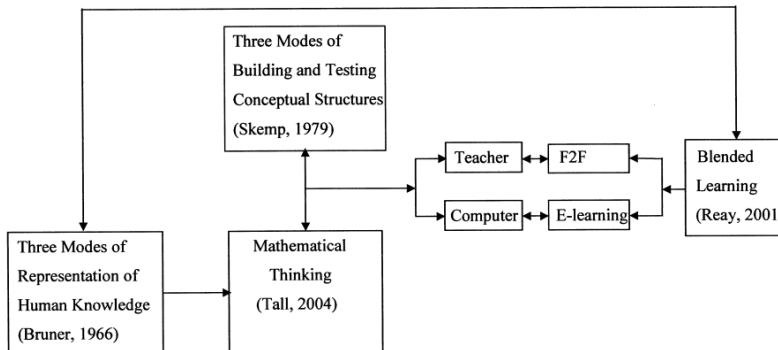 Three Modes of
Building and Testing
Conceptual Structures
(Skemp, 1979)
Teacher
F2F
Blended
Learning
(Reay, 2001
Computer
E-learning
Three Modes of
Representation of
Human Knowledge
(Bruner, 1966)
Mathematical
Thinking
(Tall, 2004)